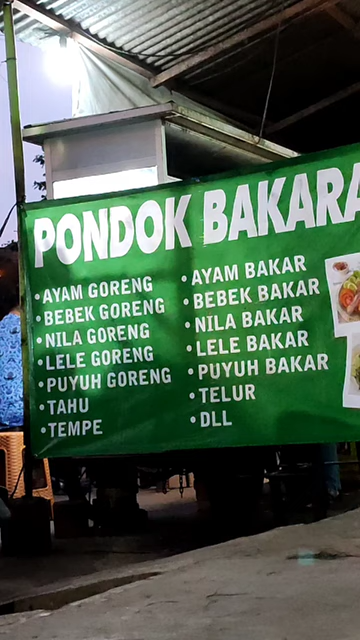 PONDOK BAKARA
• AYAM GORENG
• BEBEK GORENG
• NILA GORENG
• LELE GORENG
• PUYUH GORENG
• TAHU
• TEMPE
• AYAM BAKAR
• BEBEK BAKAR
• NILA BAKAR
• LELE BAKAR
• PUYUH BAKAR
• TELUR
• DLL